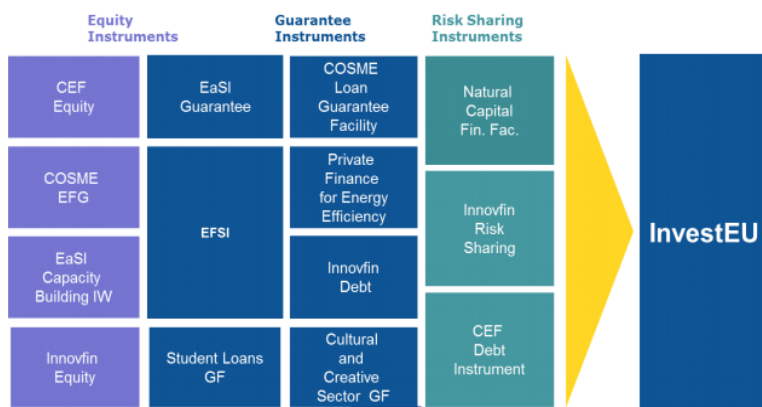 Equity
Instruments
Guarantee
Instruments
Risk Sharing
Instruments
CEF
Equity
COSME
EFG
EaSI
Capacity
Building IW
Innovfin
Equity
EaSI
Guarantee
EFSI
Student Loans
GF
COSME
Loan
Guarantee
Facility
Private
Finance
for Energy
Efficiency
Innovfin
Debt
Cultural
and
Creative
Sector GF
Natural
Capital
Fin. Fac.
Innovfin
Risk
Sharing
CEF
Debt
Instrument
InvestEU